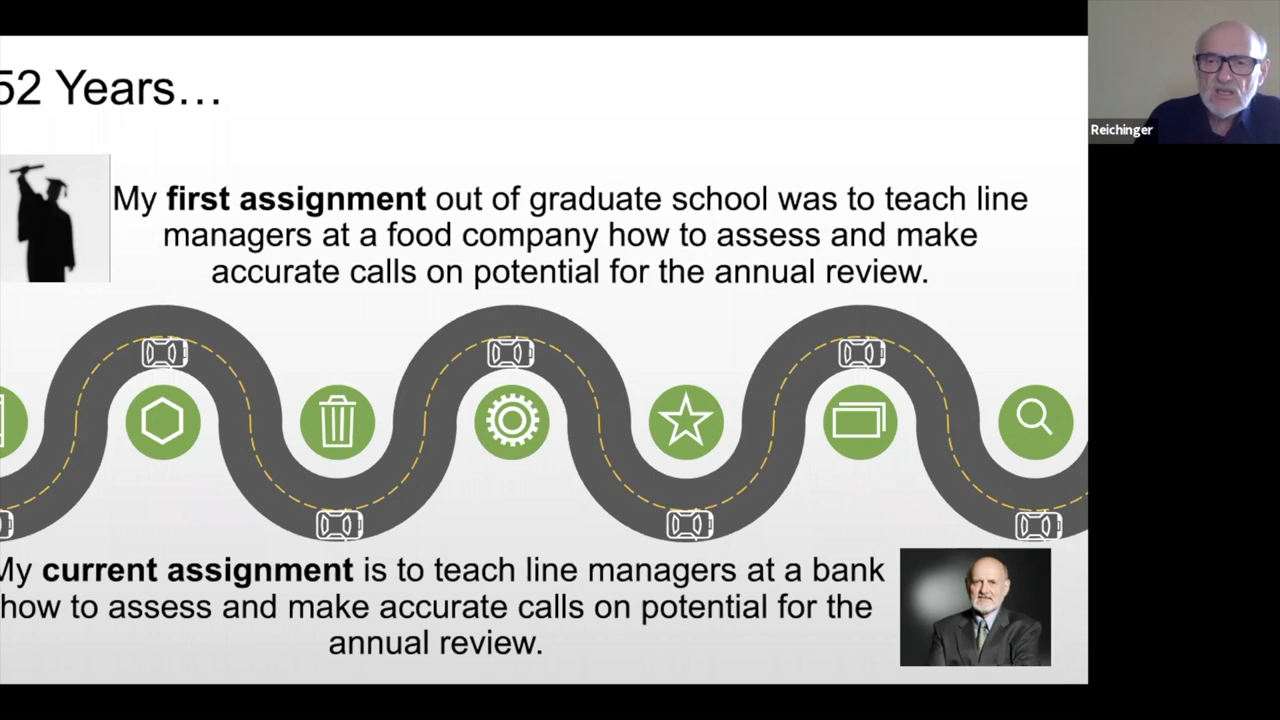 52 Years…
Reichinger
My first assignment out of graduate school was to teach line
managers at a food company how to assess and make
accurate calls on potential for the annual review.
My current assignment is to teach line managers at a bank
how to assess and make accurate calls on potential for the
annual review.